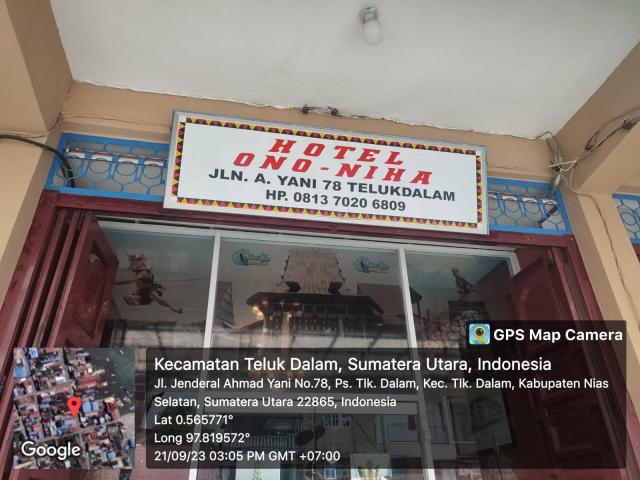 HOTEL
ONO-NIHA
JLN. A. YANI 78 TELUKDALAM
HP. 0813 7020 6809
GPS Map Camera
Kecamatan Teluk Dalam, Sumatera Utara, Indonesia
Jl. Jenderal Ahmad Yani No.78, Ps. Tlk. Dalam, Kec. Tlk. Dalam, Kabupaten Nias
Selatan, Sumatera Utara 22865, Indonesia
Lat 0.565771°
Long 97.819572°
21/09/23 03:05 PM GMT +07:00
Google